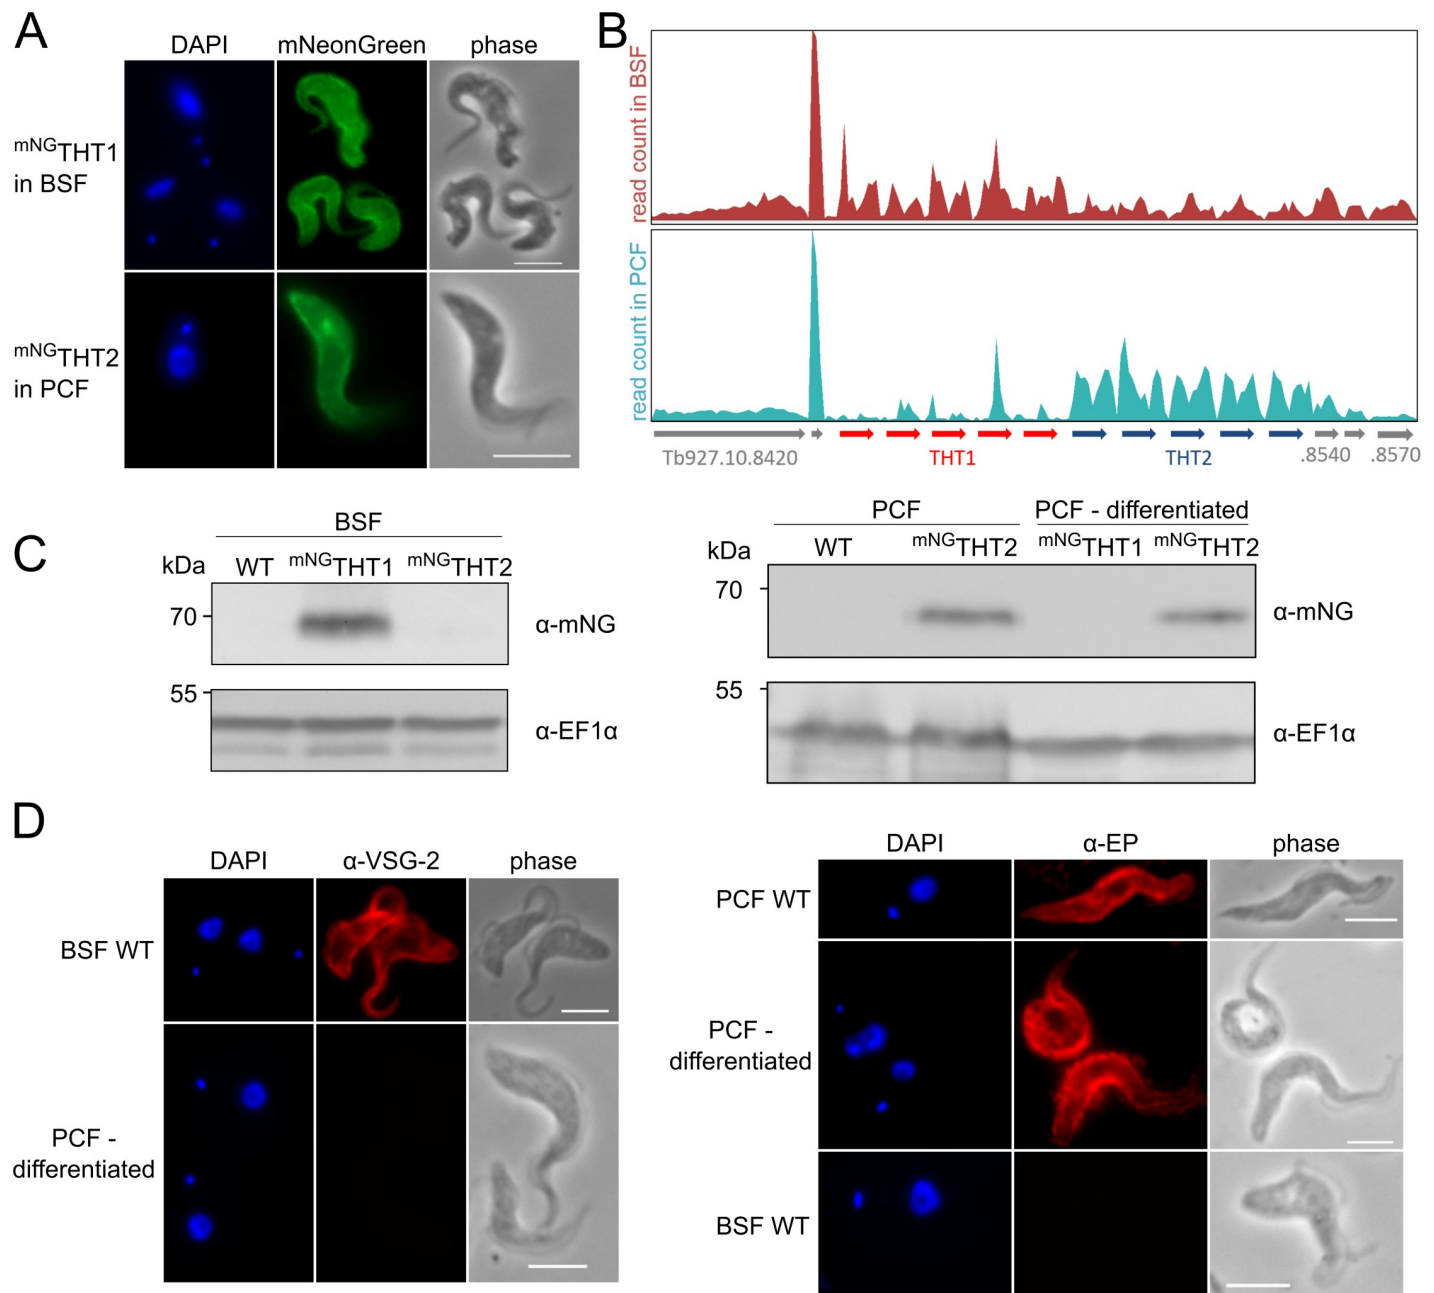 A
DAPI mNeonGreen phase
mNGTHT1
in BSF
mNGTHT2
in PCF
B
read count in BSF
read count in PCF
Tb927.10.8420 THT1 THT2 .8540 .8570
C
BSF
kDa WT mNGTHT1 mNGTHT2
70
α-mNG
55
α-EF1α
PCF PCF - differentiated
kDa WT mNGTHT2 mNGTHT1 mNGTHT2
70
α-mNG
55
α-EF1α
D
DAPI α-VSG-2 phase
BSF WT
PCF -
differentiated
DAPI α-EP phase
PCF WT
PCF -
differentiated
BSF WT